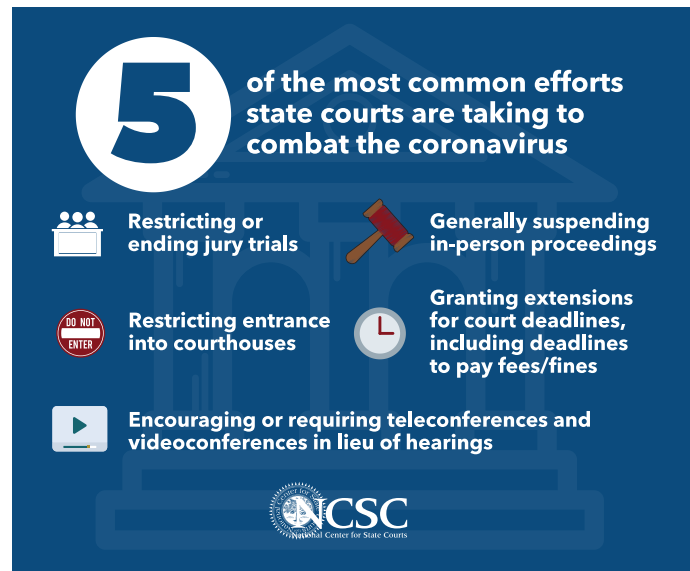 5
of the most common efforts
state courts are taking to
combat the coronavirus
Restricting or
ending jury trials
Generally suspending
in-person proceedings
DO NOT
ENTER
Restricting entrance
into courthouses
Granting extensions
for court deadlines,
including deadlines
to pay fees/fines
Encouraging or requiring teleconferences and
videoconferences in lieu of hearings
NCSC
National Center for State Courts